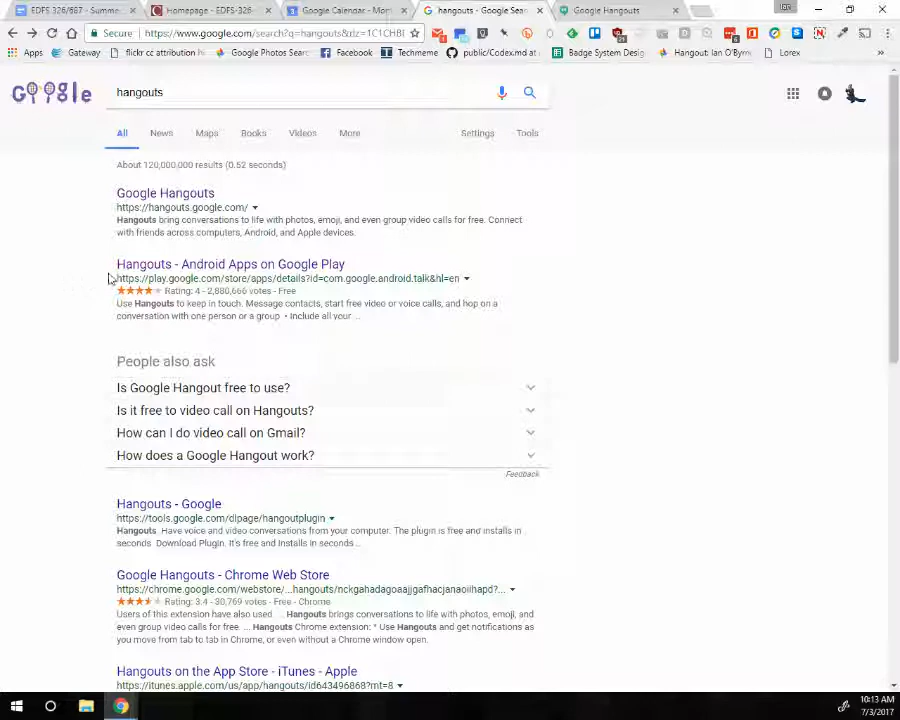 EDFS 326/687 - Summe
Homepage - EDFS-326-
Google Calendar - Mon
hangouts - Google Sea
Google Hangouts
Secure
https://www.google.com/search?q=hangouts&rlz=1C1CHB
Apps
Gateway
flickr cc attribution
Google Photos Sear
Facebook
Techmeme
public/Codex.md at
Badge System Desig
Hangout: Ian O'Byrn
Lorex
Google
hangouts
All
News
Maps
Books
Videos
More
Settings
Tools
About 120,000,000 results (0.52 seconds)
Google Hangouts
https://hangouts.google.com/
Hangouts bring conversations to life with photos, emoji, and even group video calls for free. Connect
with friends across computers, Android, and Apple devices.
Hangouts - Android Apps on Google Play
https://play.google.com/store/apps/details?id=com.google.android.talk&hl=en
Rating: 4 - 2,880,666 votes - Free
Use Hangouts to keep in touch. Message contacts, start free video or voice calls, and hop on a
conversation with one person or a group · Include all your ...
People also ask
Is Google Hangout free to use?
Is it free to video call on Hangouts?
How can I do video call on Gmail?
How does a Google Hangout work?
Feedback
Hangouts - Google
https://tools.google.com/dlpage/hangoutplugin
Hangouts Have voice and video conversations from your computer. The plugin is free and installs in
seconds Download Plugin. It's free and Installs in seconds ...
Google Hangouts - Chrome Web Store
https://chrome.google.com/webstore/...hangouts/nckgahadagoaajjgafhacjanaoiihapd?...
Rating: 3.4 - 30,769 votes - Free - Chrome
Users of this extension have also used ... Hangouts brings conversations to life with photos, emoji, and
even group video calls for free. ... Hangouts Chrome extension: * Use Hangouts and get notifications as
you move from tab to tab in Chrome, or even without a Chrome window open.
Hangouts on the App Store - iTunes - Apple
https://itunes.apple.com/us/app/hangouts/id643496868?mt=8
10:13 AM
7/3/2017